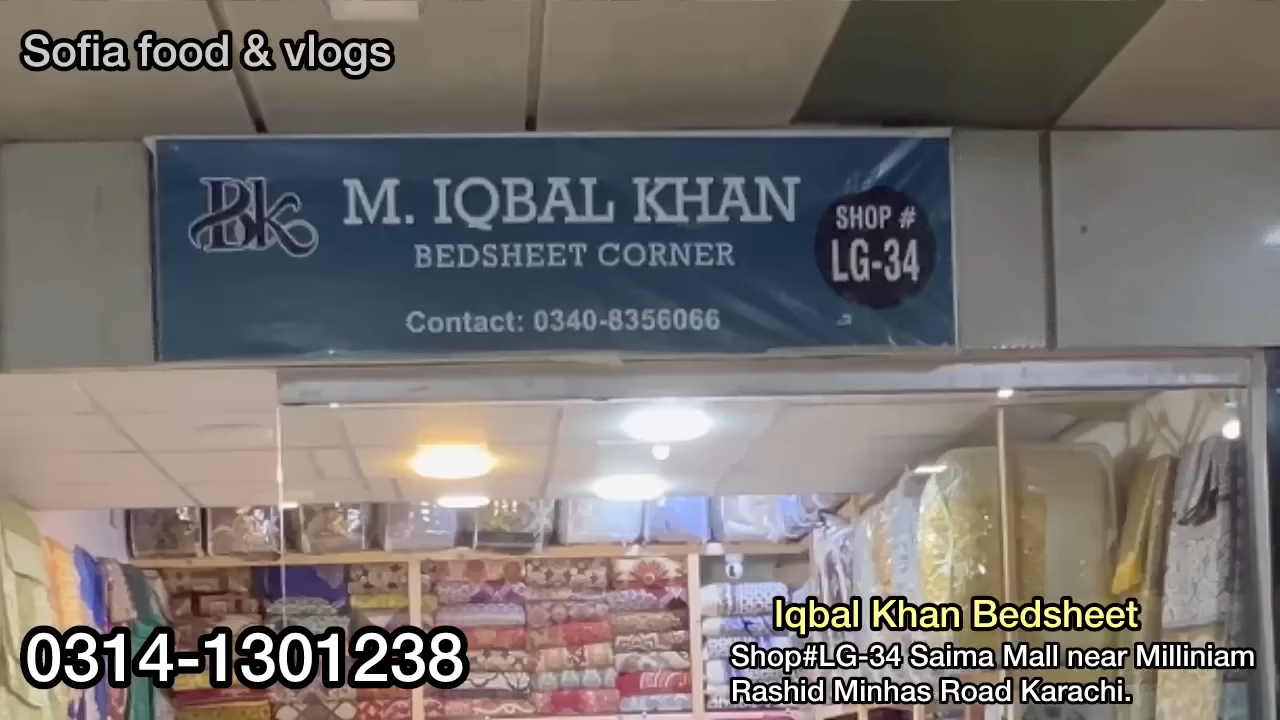 Sofia food & vlogs
Bk
M. IQBAL KHAN
BEDSHEET CORNER
SHOP #
LG-34
Contact: 0340-8356066
Iqbal Khan Bedsheet
0314-1301238
Shop#LG-34 Saima Mall near Milliniam
Rashid Minhas Road Karachi.